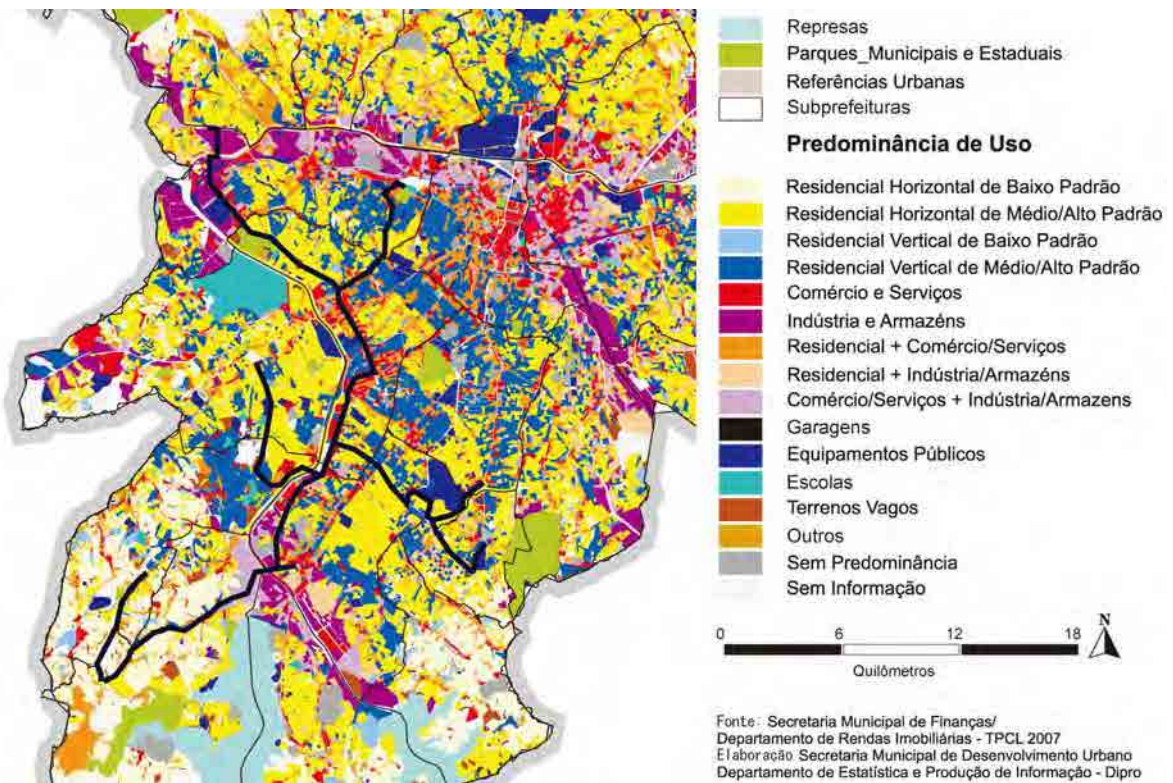 Represas
Parques_Municipais e Estaduais
Referências Urbanas
Subprefeituras
Predominância de Uso
Residencial Horizontal de Baixo Padrão
Residencial Horizontal de Médio/Alto Padrão
Residencial Vertical de Baixo Padrão
Residencial Vertical de Médio/Alto Padrão
Comércio e Serviços
Indústria e Armazéns
Residencial + Comércio/Serviços
Residencial + Indústria/Armazéns
Comércio/Serviços + Indústria/Armazens
Garagens
Equipamentos Públicos
Escolas
Terrenos Vagos
Outros
Sem Predominância
Sem Informação
0 6 12 18 N
Quilômetros
Fonte: Secretaria Municipal de Finanças/
Departamento de Rendas Imobiliárias - TPCL 2007
Elaboração Secretaria Municipal de Desenvolvimento Urbano
Departamento de Estatística e Produção de Informação - Dipro